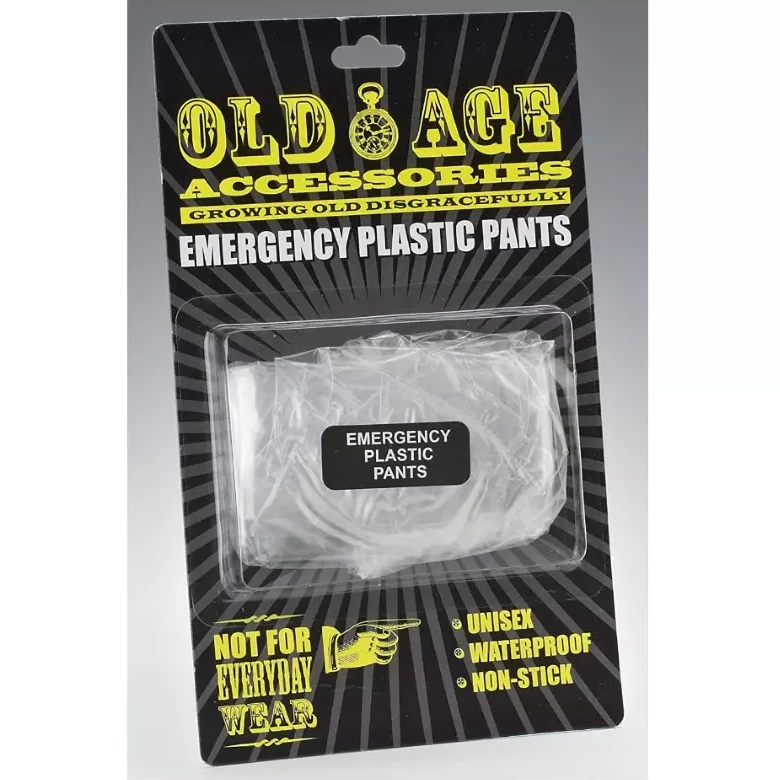 OLD AGE
ACCESSORIES
GROWING OLD DISGRACEFULLY
EMERGENCY PLASTIC PANTS
EMERGENCY
PLASTIC
PANTS
NOT FOR
EVERYDAY
WEAR
UNISEX
WATERPROOF
NON-STICK